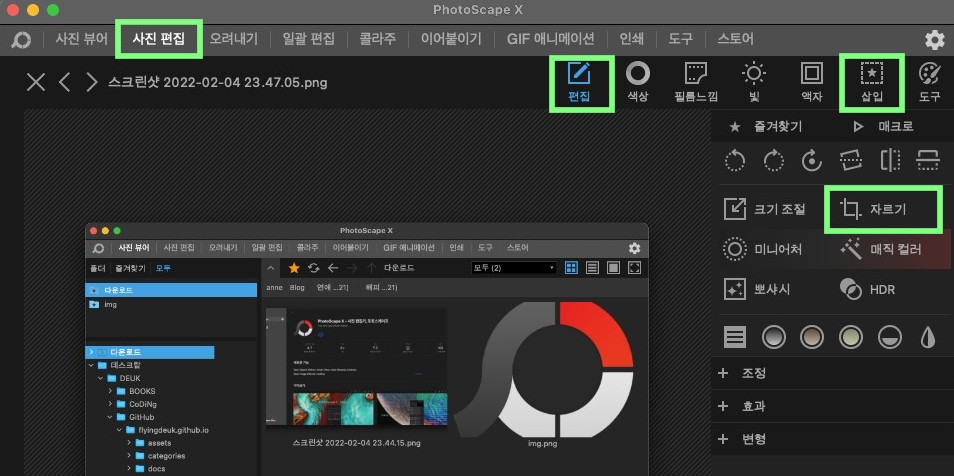 PhotoScape X
사진 뷰어 사진 편집 오려내기 일괄 편집 콜라주 이어붙이기 GIF 애니메이션 인쇄 도구 스토어
스크린샷 2022-02-04 23.47.05.png
편집 색상 필름느낌 빛 액자 삽입 도구
즐겨찾기 매크로
크기 조절 자르기
미니어처 매직 컬러
뽀샤시 HDR
조정
효과
변형
PhotoScape X
사진 뷰어 사진 편집 오려내기 일괄 편집 콜라주 이어붙이기 GIF 애니메이션 인쇄 도구 스토어
폴더 즐겨찾기 모두
다운로드 모두 (2)
다운로드
img
anne Blog 연애 ...21] 해피 ...21)
다운로드
데스크탑
DEUK
BOOKS
CoDiNg
GitHub
flyingdeuk.github.io
assets
categories
docs
스크린샷 2022-02-04 23.44.15.png
img.png